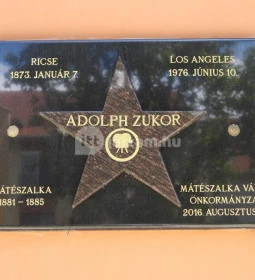 RICSE
1873. JANUÁR 7.
LOS ANGELES
1976. JÚNIUS 10.
ADOLPH ZUKOR
MÁTÉSZALKA
1881 – 1885
MÁTÉSZALKA VÁ
ÖNKORMÁNYZA
2016. AUGUSZTUS